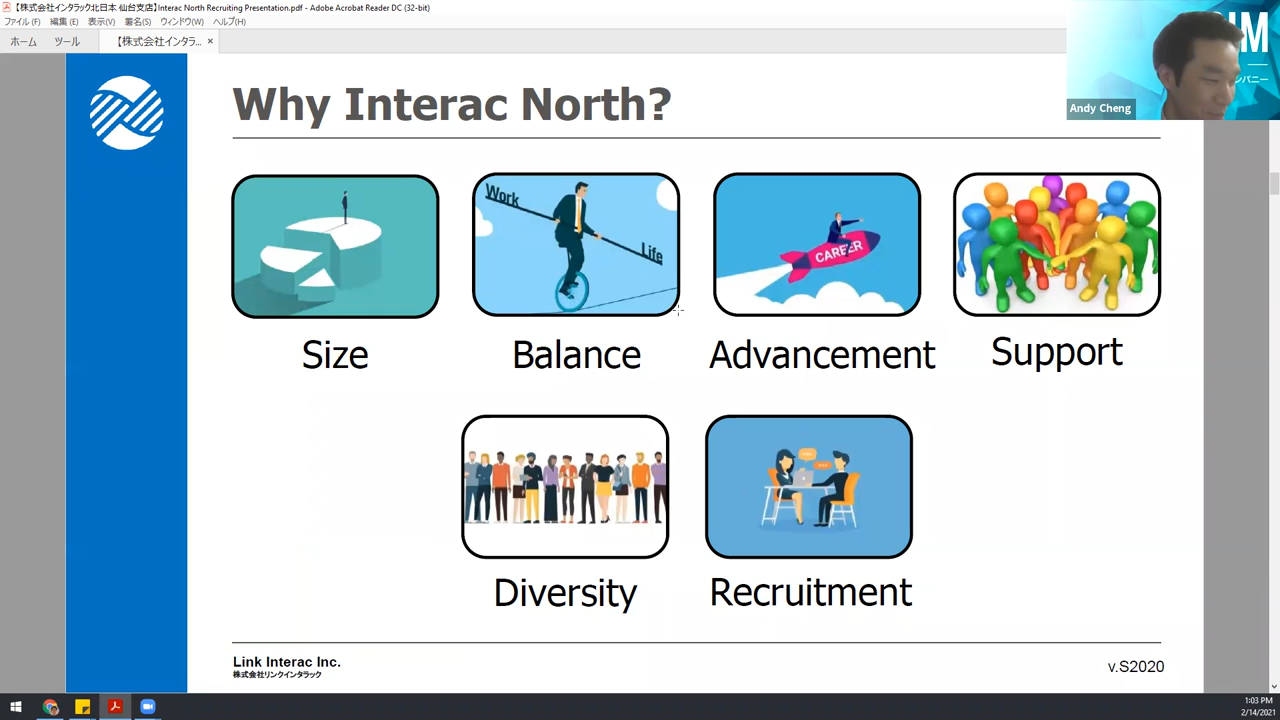 【株式会社インタラック北日本 仙台支店】Interac North Recruiting Presentation.pdf - Adobe Acrobat Reader DC (32-bit)
ファイル (F) 編集 (E) 表示(V) 署名(S) ウィンドウ(W) ヘルプ(H)
ホーム ツール 【株式会社インタラ... ×
IM
Andy Cheng
Why Interac North?
Work
Life
CAREER
Size
Balance
Advancement
Support
Diversity
Recruitment
Link Interac Inc.
株式会社リンクインタラック
v.S2020
1:03 PM
2/14/2021